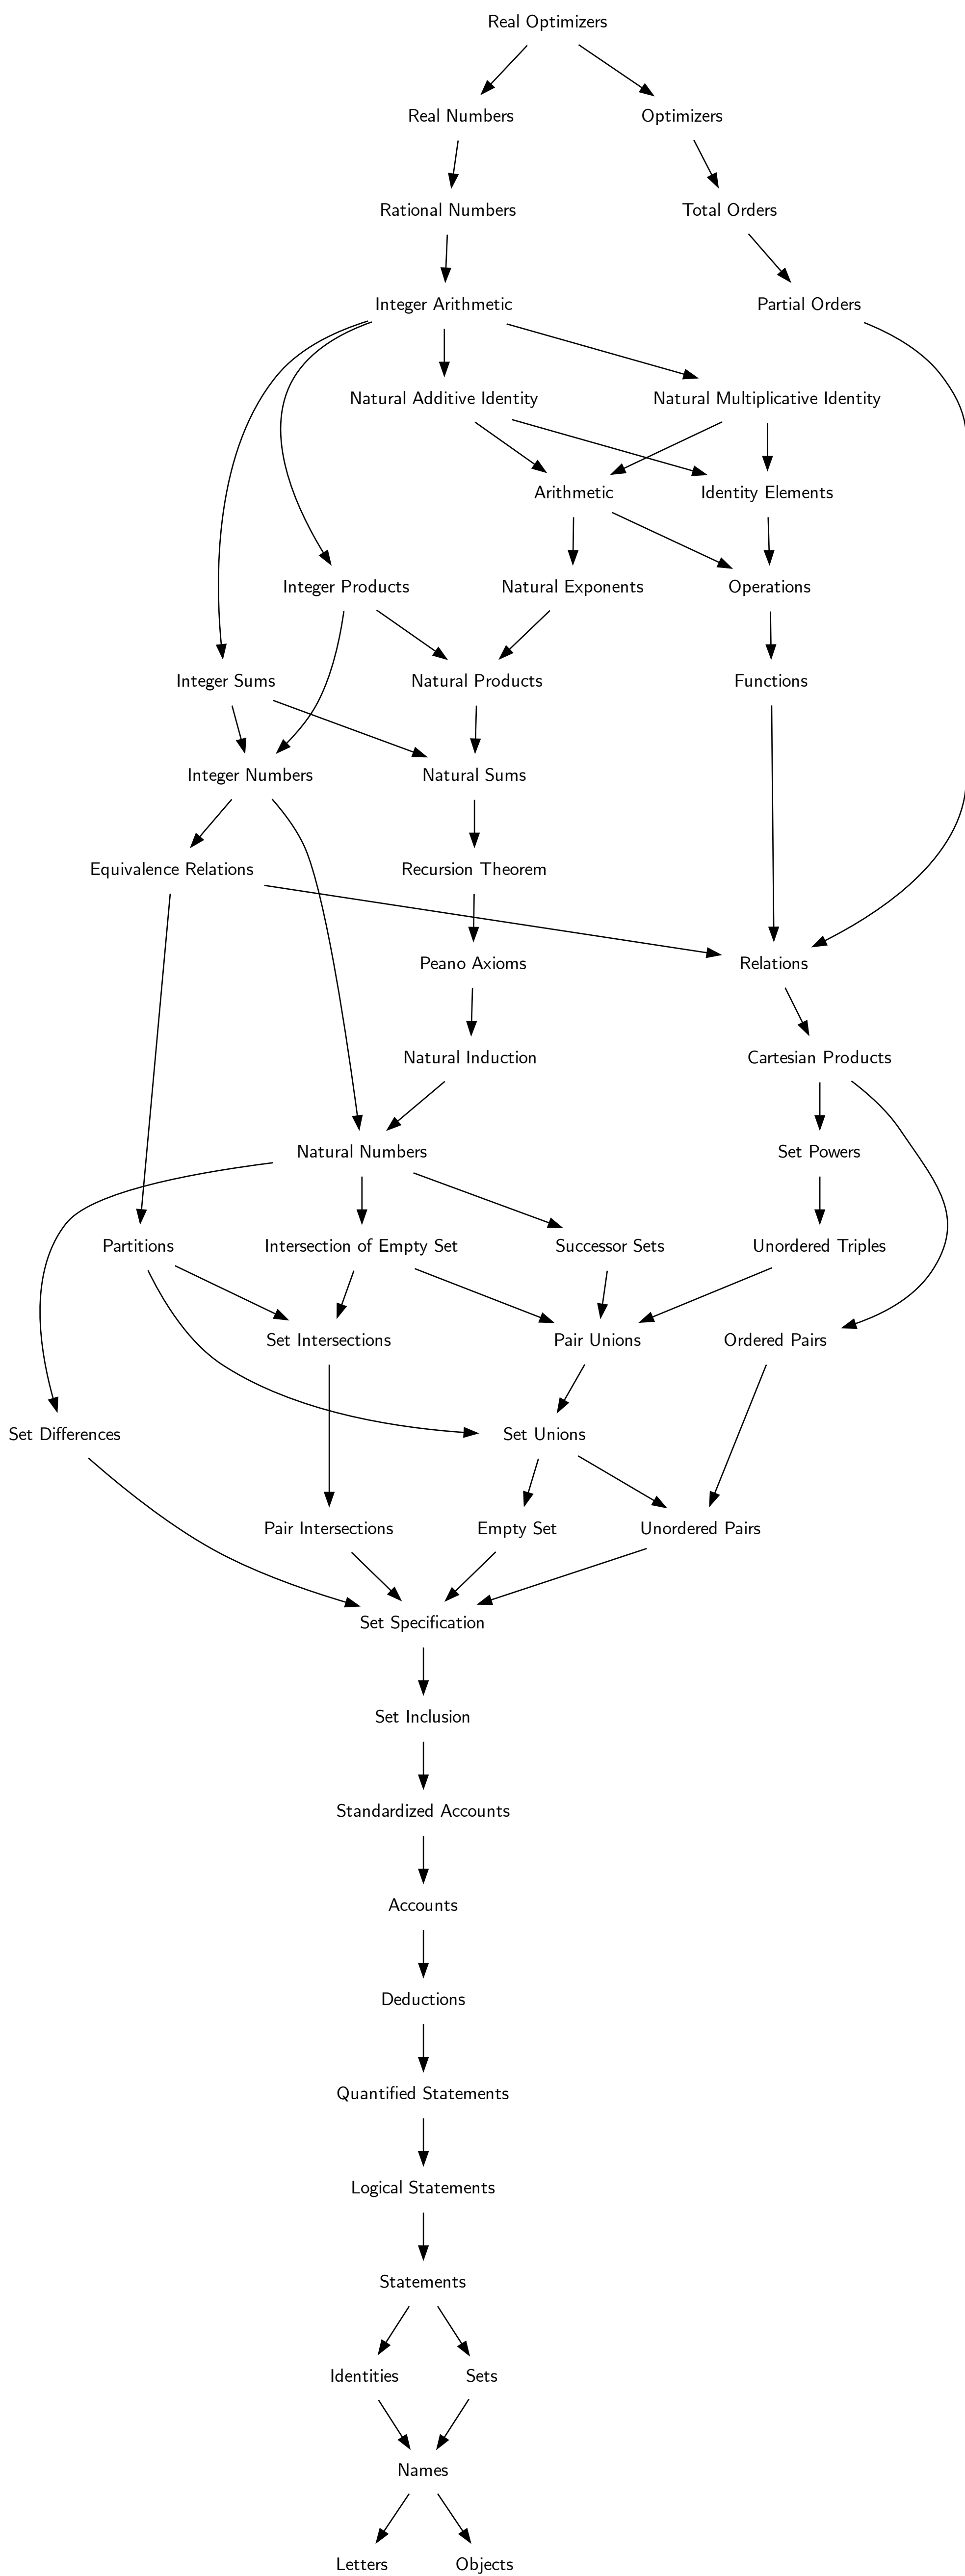 Real Optimizers
Real Numbers
Optimizers
Rational Numbers
Total Orders
Integer Arithmetic
Partial Orders
Natural Additive Identity
Natural Multiplicative Identity
Arithmetic
Identity Elements
Integer Products
Natural Exponents
Operations
Integer Sums
Natural Products
Functions
Integer Numbers
Natural Sums
Equivalence Relations
Recursion Theorem
Peano Axioms
Relations
Natural Induction
Cartesian Products
Natural Numbers
Set Powers
Partitions
Intersection of Empty Set
Successor Sets
Unordered Triples
Set Intersections
Pair Unions
Ordered Pairs
Set Differences
Set Unions
Pair Intersections
Empty Set
Unordered Pairs
Set Specification
Set Inclusion
Standardized Accounts
Accounts
Deductions
Quantified Statements
Logical Statements
Statements
Identities
Sets
Names
Letters
Objects